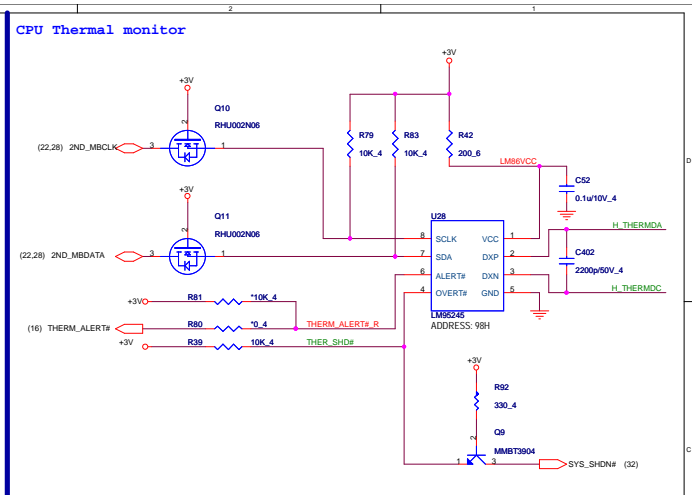 2
1
CPU Thermal monitor
+3V
+3V
Q10
RHU002N06
2
(22,28) 2ND_MBCLK
3
1
R79
10K_4
R83
10K_4
R42
200_6
D
LM86VCC
C52
0.1u/10V_4
+3V
Q11
RHU002N06
2
(22,28) 2ND_MBDATA
3
1
U28
8 SCLK VCC 1
7 SDA DXP 2
6 ALERT# DXN 3
4 OVERT# GND 5
LM95245
ADDRESS: 98H
H_THERMDA
C402
2200p/50V_4
H_THERMDC
+3V
R81
*10K_4
(16) THERM_ALERT#
R80
*0_4
THERM_ALERT#_R
+3V
R39
10K_4
THER_SHD#
+3V
R92
330_4
Q9
MMBT3904
2
1
3
SYS_SHDN# (32)
C